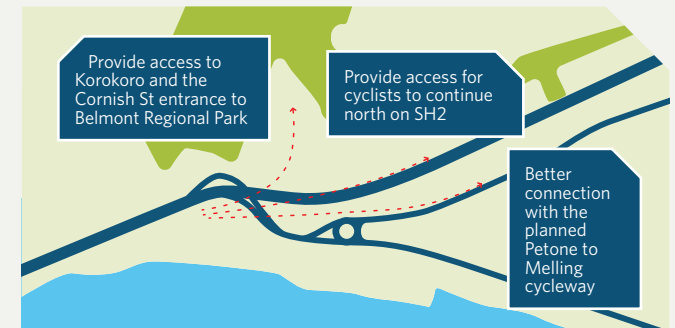 Provide access to
Korokoro and the
Cornish St entrance to
Belmont Regional Park
Provide access for
cyclists to continue
north on SH2
Better
connection
with the
planned
Petone to
Melling
cycleway